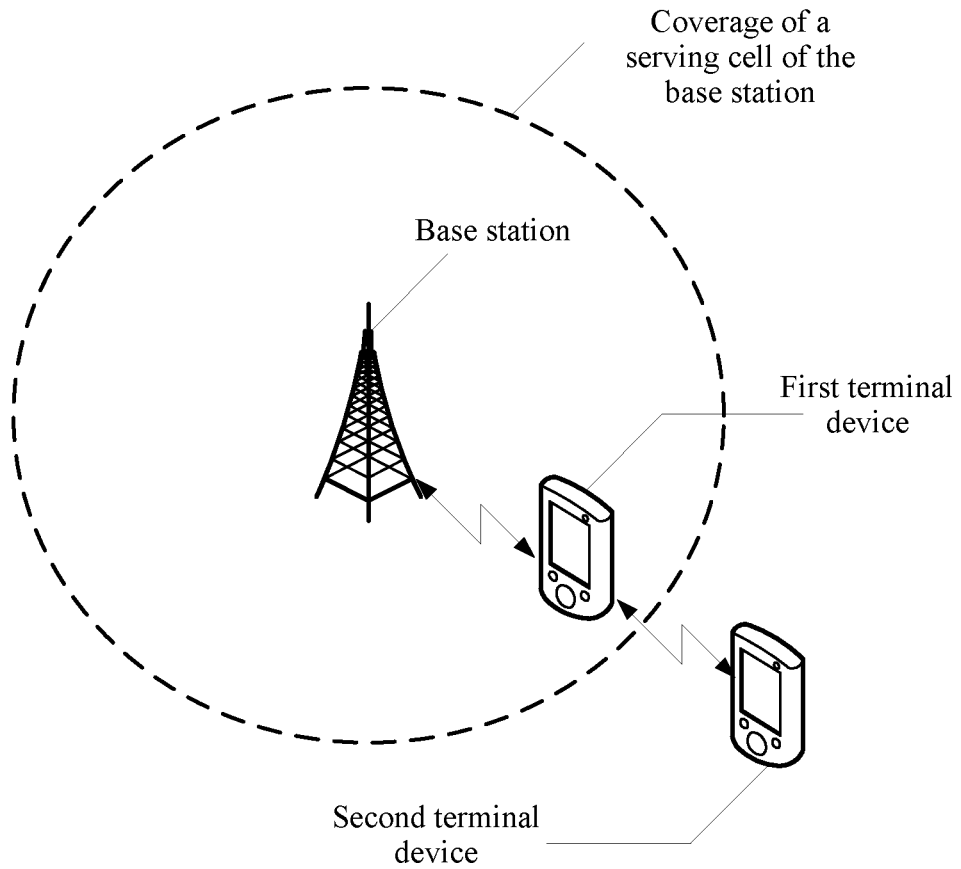 Coverage of a
serving cell of the
base station
Base station
First terminal
device
Second terminal
device